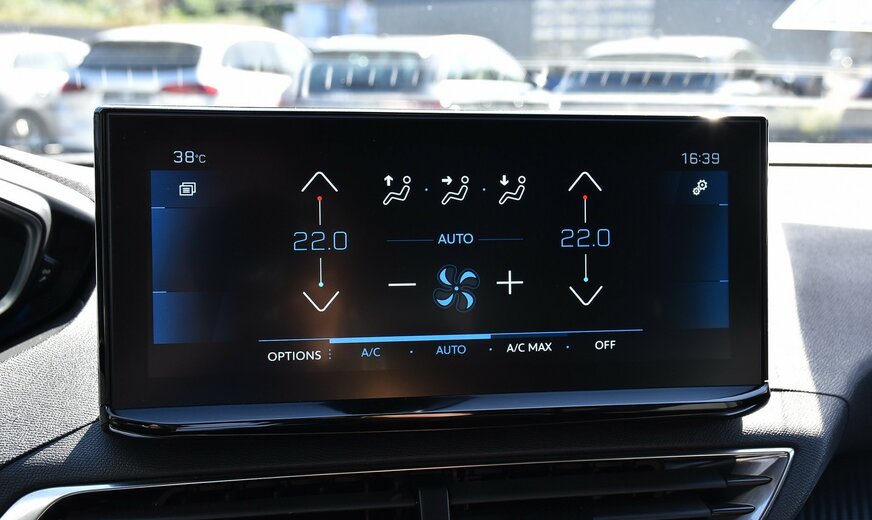 38°C 16:39
22.0 AUTO 22.0
OPTIONS A/C AUTO A/C MAX OFF